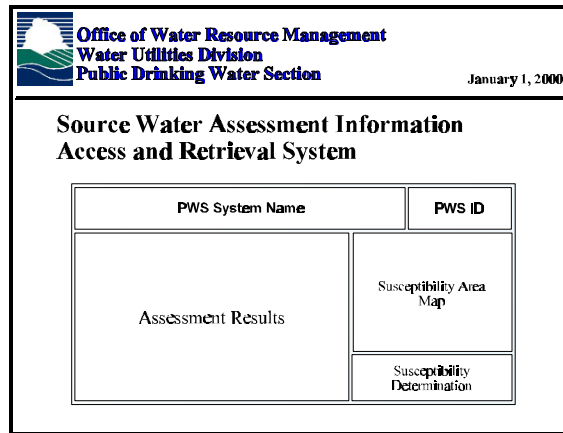 Office of Water Resource Management
Water Utilities Division
Public Drinking Water Section
January 1, 2000
Source Water Assessment Information
Access and Retrieval System
PWS System Name
PWS ID
Assessment Results
Susceptibility Area
Map
Susceptibility
Determination